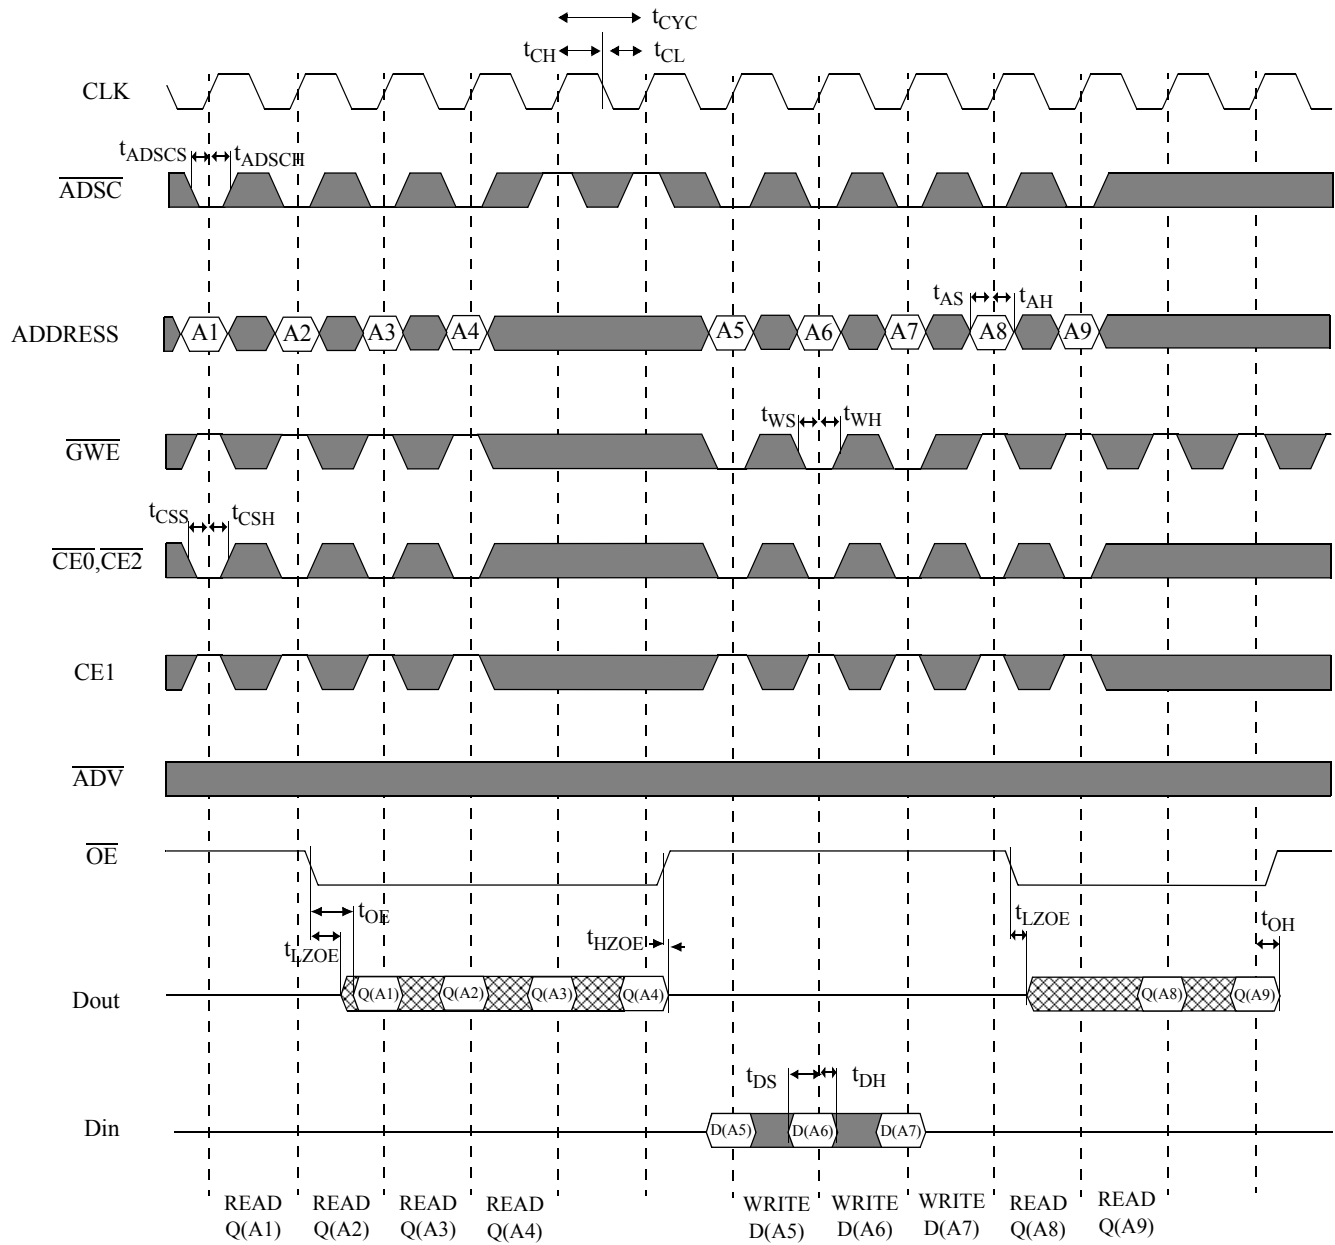 tCYC
tCH tCL
CLK
tADSCS tADSCH
ADSC
tAS tAH
ADDRESS A1 A2 A3 A4 A5 A6 A7 A8 A9
tWS tWH
GWE
tCSS tCSH
CE0,CE2
CE1
ADV
OE
tOE tLZOE tOH
tLZOE tHZOE
Dout Q(A1) Q(A2) Q(A3) Q(A4) Q(A8) Q(A9)
tDS tDH
Din D(A5) D(A6) D(A7)
READ READ READ READ WRITE WRITE WRITE READ READ
Q(A1) Q(A2) Q(A3) Q(A4) D(A5) D(A6) D(A7) Q(A8) Q(A9)